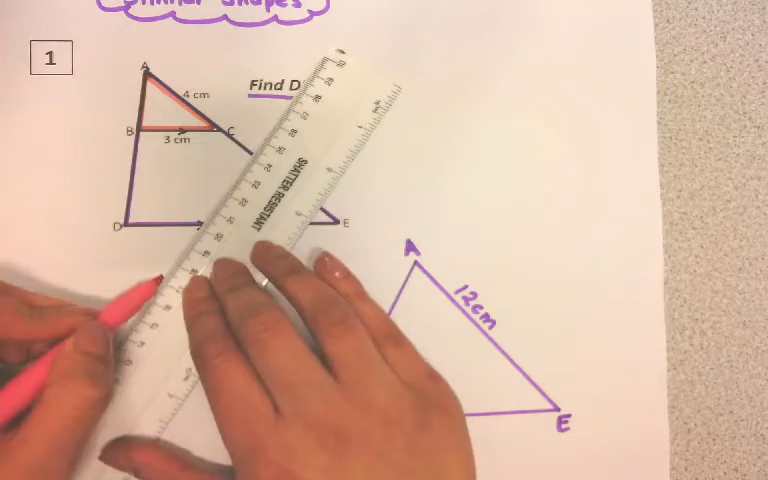 Similar Shapes
1
A
4 cm
Find D
B
C
3 cm
D
E
SHATTER RESISTANT
A
12cm
E